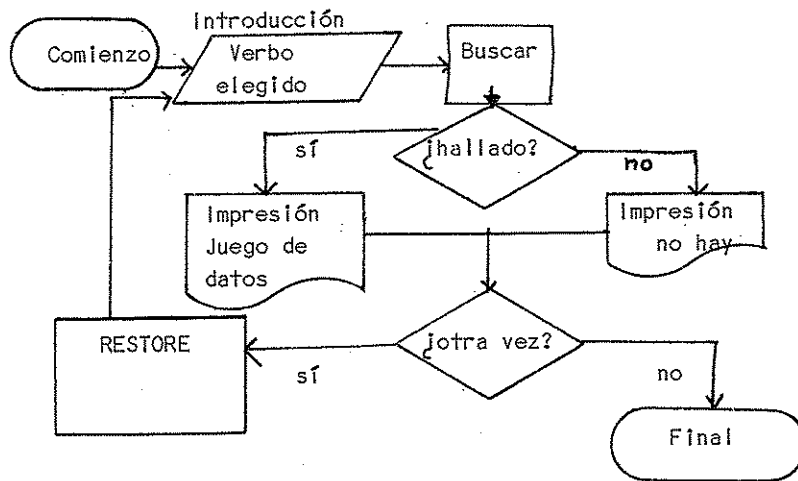 Introducción
Comienzo
Verbo
elegido
Buscar
¿hallado?
sí
no
Impresión
Juego de
datos
Impresión
no hay
¿otra vez?
RESTORE
sí
no
Final